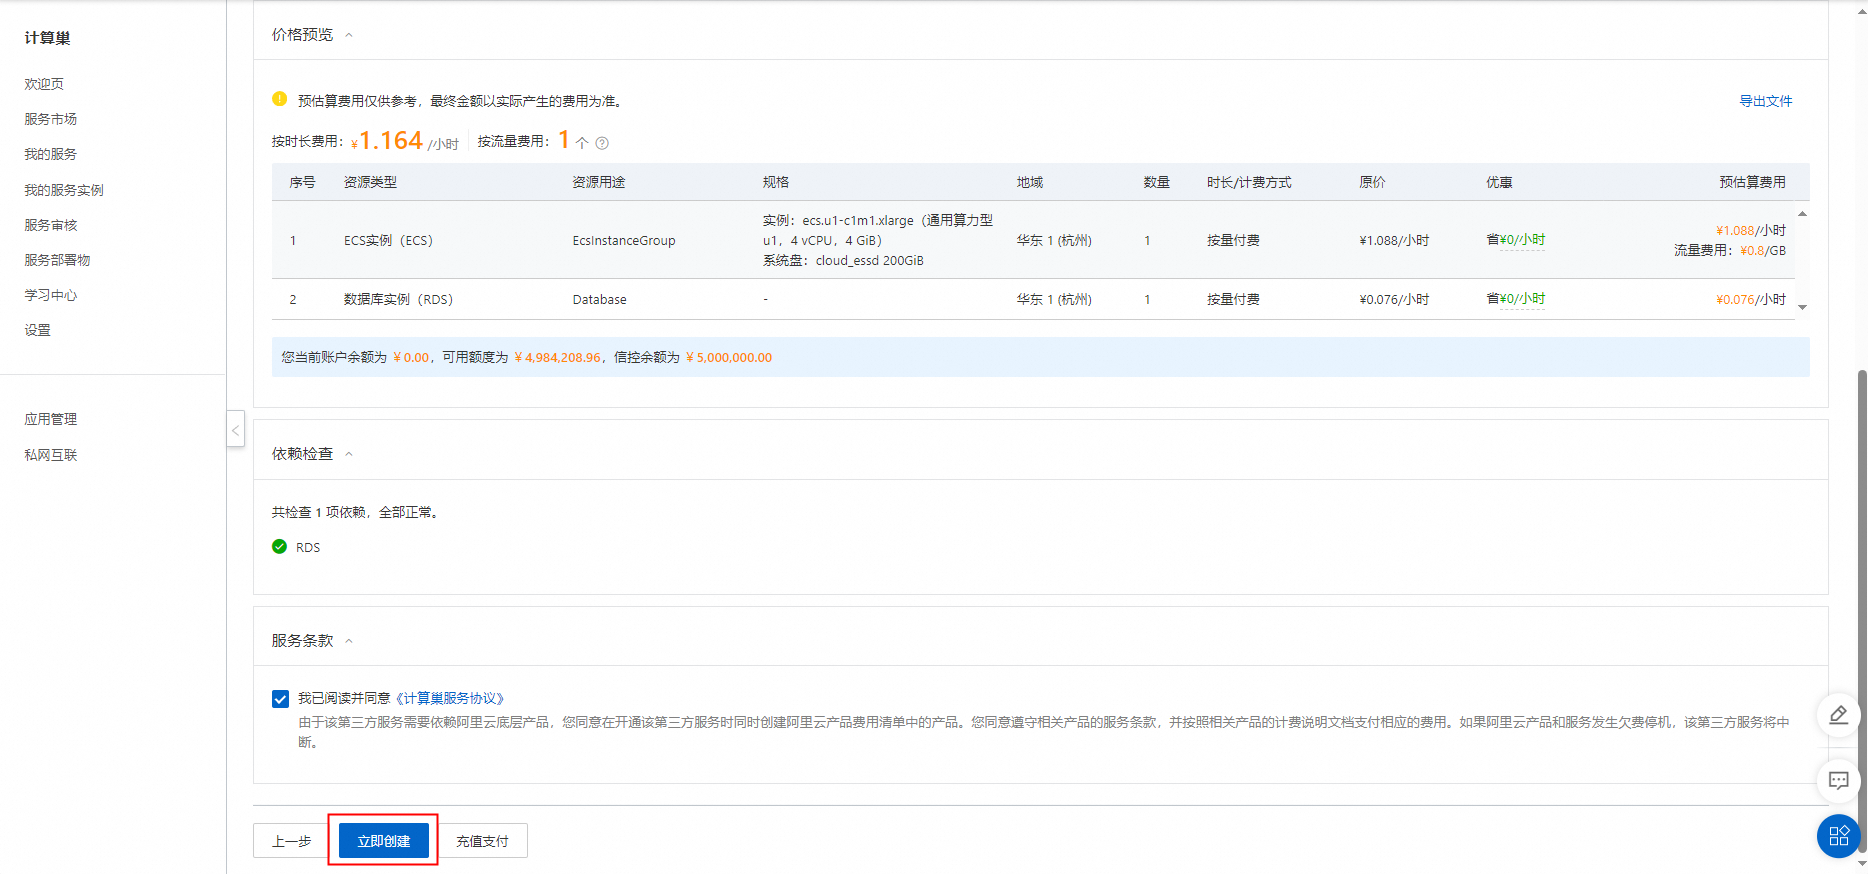 计算巢
欢迎页
服务市场
我的服务
我的服务实例
服务审核
服务部署物
学习中心
设置
应用管理
私网互联
价格预览
预估算费用仅供参考，最终金额以实际产生的费用为准。
导出文件
按时长费用：¥1.164 /小时 按流量费用：1 个
序号 资源类型 资源用途 规格 地域 数量 时长/计费方式 原价 优惠 预估算费用
1 ECS实例（ECS） EcsInstanceGroup 实例：ecs.u1-c1m1.xlarge（通用算力型
u1，4 vCPU，4 GiB）
系统盘：cloud_essd 200GiB
华东 1 (杭州) 1 按量付费 ¥1.088/小时 省¥0/小时 ¥1.088/小时
流量费用：¥0.8/GB
2 数据库实例（RDS） Database - 华东 1 (杭州) 1 按量付费 ¥0.076/小时 省¥0/小时 ¥0.076/小时
您当前账户余额为 ¥0.00，可用额度为 ¥4,984,208.96，信控余额为 ¥5,000,000.00
依赖检查
共检查 1 项依赖，全部正常。
RDS
服务条款
我已阅读并同意《计算巢服务协议》
由于该第三方服务需要依赖阿里云底层产品，您同意在开通该第三方服务时同时创建阿里云产品费用清单中的产品。您同意遵守相关产品的服务条款，并按照相关产品的计费说明文档支付相应的费用。如果阿里云产品和服务发生欠费停机，该第三方服务将中
断。
上一步 立即创建 充值支付